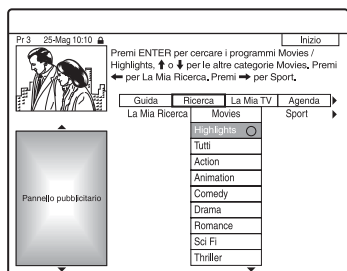 Pr 3 25-Mag 10:10
Inizio
Premi ENTER per cercare i programmi Movies /
Highlights, ↑ o ↓ per le altre categorie Movies. Premi
← per La Mia Ricerca. Premi → per Sport.
Guida Ricerca La Mia TV Agenda
La Mia Ricerca Movies Sport
Highlights
Tutti
Action
Animation
Comedy
Drama
Romance
Sci Fi
Thriller
Pannello pubblicitario